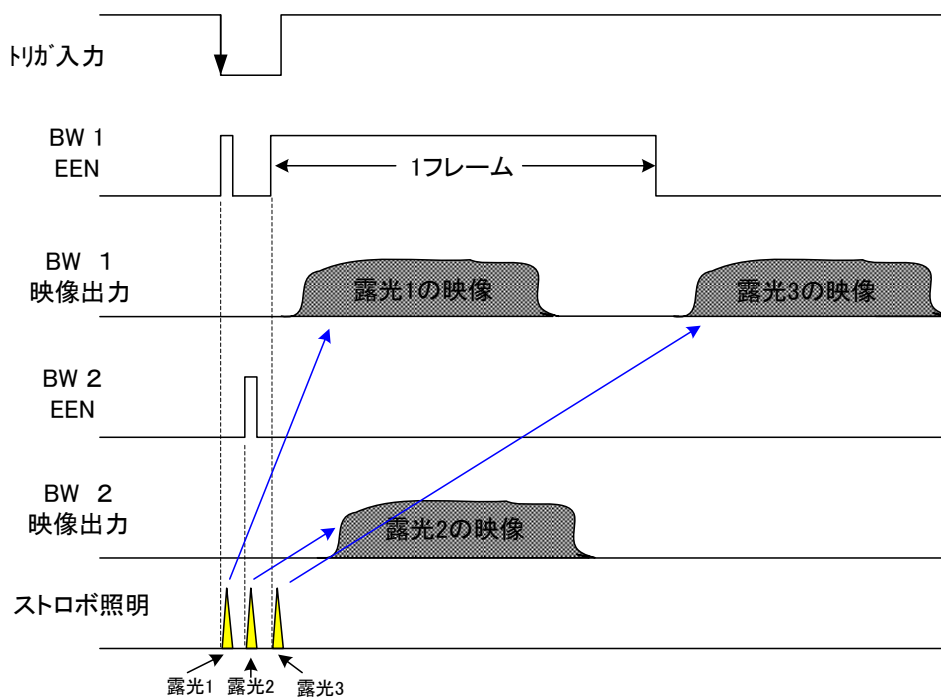 ﾄﾘｶﾞ入力
BW 1
EEN
1フレーム
BW 1
映像出力
露光1の映像
露光3の映像
BW 2
EEN
BW 2
映像出力
露光2の映像
ストロボ照明
露光1
露光2
露光3